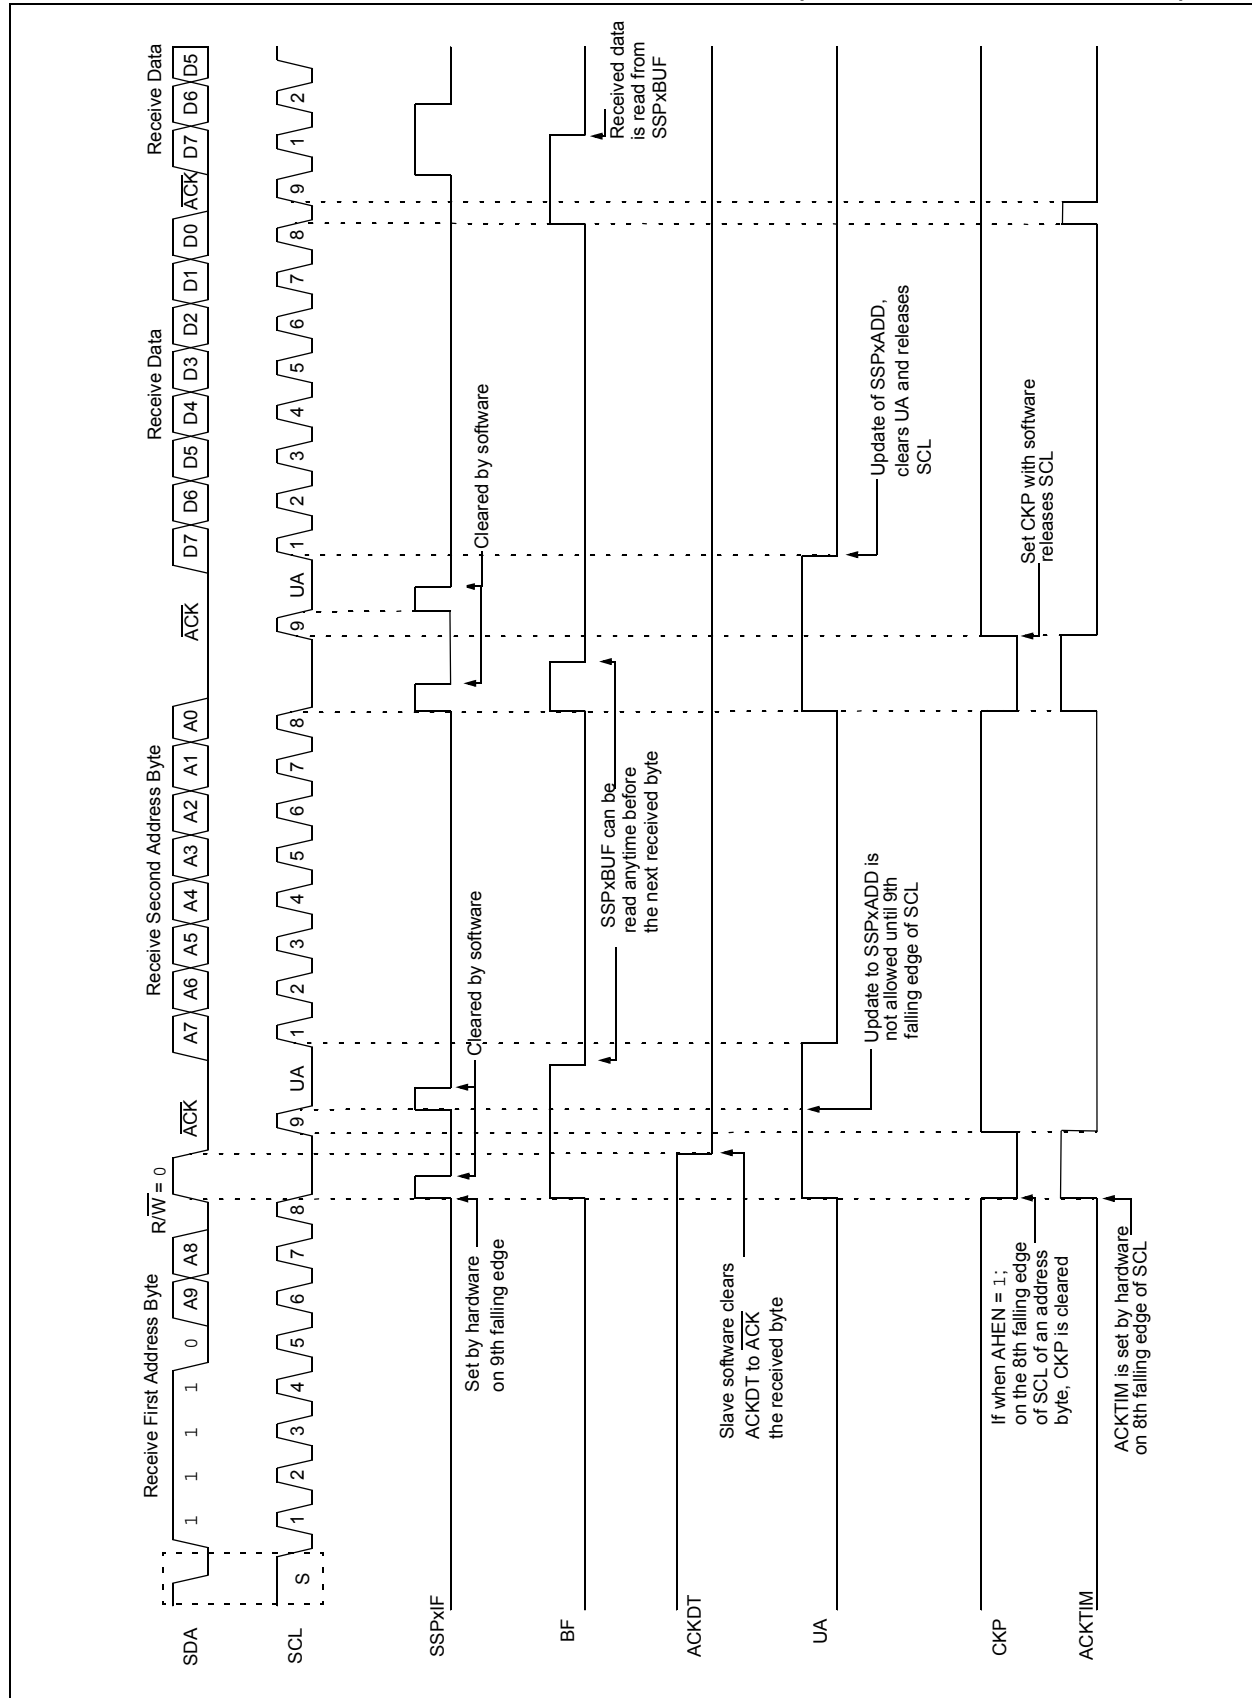 Receive First Address Byte
R/W = 0
Receive Second Address Byte
Receive Data
Receive Data
SDA
1 1 1 1 0 A9 A8
ACK
A7 A6 A5 A4 A3 A2 A1 A0
ACK
D7 D6 D5 D4 D3 D2 D1 D0
ACK
D7 D6 D5
SCL
S
1 2 3 4 5 6 7 8
9
UA
1 2 3 4 5 6 7 8
9
UA
1 2 3 4 5 6 7 8
9
1 2
SSPxIF
Set by hardware
on 9th falling edge
Cleared by software
Cleared by software
BF
SSPxBUF can be
read anytime before
the next received byte
Received data
is read from
SSPxBUF
ACKDT
Slave software clears
ACKDT to ACK
the received byte
UA
Update to SSPxADD is
not allowed until 9th
falling edge of SCL
Update of SSPxADD,
clears UA and releases
SCL
CKP
If when AHEN = 1;
on the 8th falling edge
of SCL of an address
byte, CKP is cleared
Set CKP with software
releases SCL
ACKTIM
ACKTIM is set by hardware
on 8th falling edge of SCL